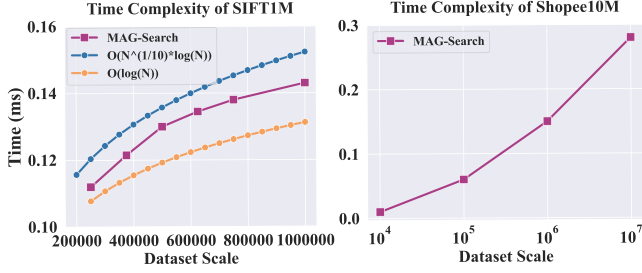 Time Complexity of SIFT1M
0.16
0.14
0.12
0.10
Time (ms)
MAG-Search
O(N^(1/10)*log(N))
O(log(N))
200000 400000 6000000 8000000 1000000
Dataset Scale
Time Complexity of Shopee10M
0.3
0.2
0.1
0.0
MAG-Search
10^4 10^5 10^6 10^7
Dataset Scale